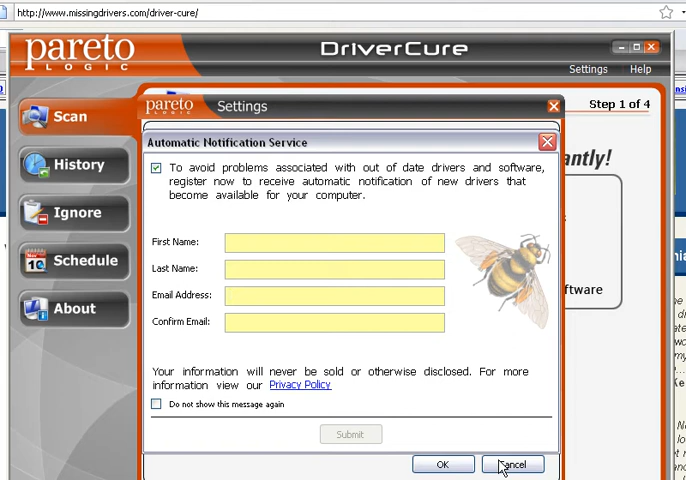 http://www.missingdrivers.com/driver-cure/
pareto
LOGIC
DriverCure
Settings
Help
Scan
pareto
LOGIC
Settings
Step 1 of 4
Automatic Notification Service
History
To avoid problems associated with out of date drivers and software,
register now to receive automatic notification of new drivers that
become available for your computer.
antly!
Ignore
First Name:
Last Name:
Schedule
Email Address:
ftware
About
Confirm Email:
Your information will never be sold or otherwise disclosed. For more
information view our Privacy Policy
Do not show this message again
Submit
OK
Cancel